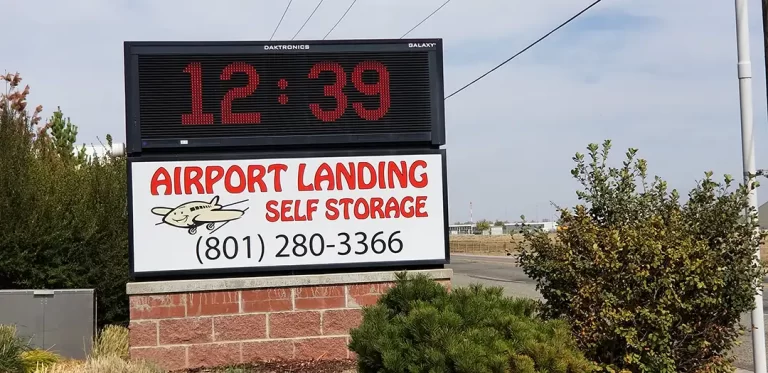 DAKTRONICS GALAXY
12:39
AIRPORT LANDING
SELF STORAGE
(801) 280-3366